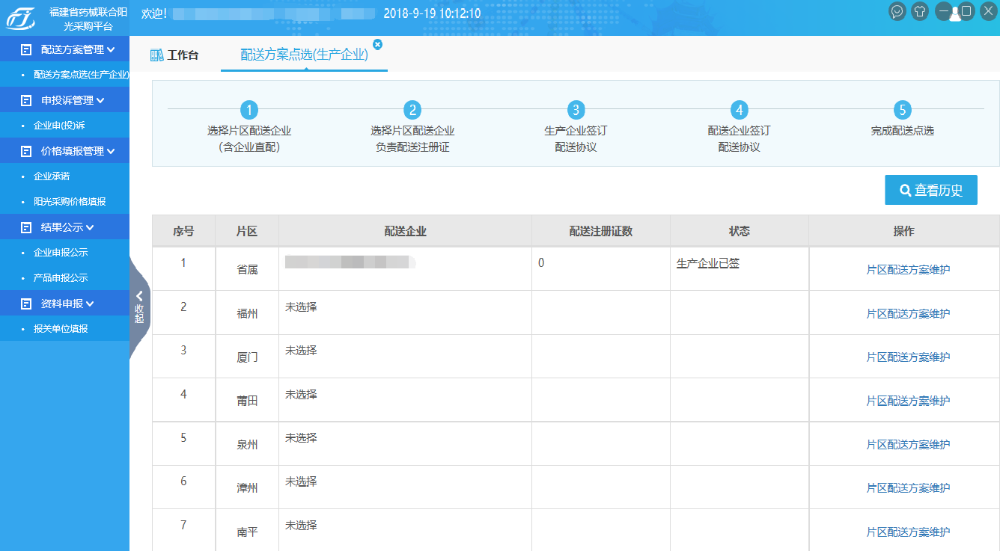 福建省药械联合阳
光采购平台
欢迎!
2018-9-19 10:12:10
配送方案管理
配送方案点选(生产企业)
申投诉管理
企业申(投)诉
价格填报管理
企业承诺
阳光采购价格填报
结果公示
企业申报公示
产品申报公示
资料申报
报关单位填报
收起
工作台
配送方案点选(生产企业)
1
选择片区配送企业
(含企业直配)
2
选择片区配送企业
负责配送注册证
3
生产企业签订
配送协议
4
配送企业签订
配送协议
5
完成配送点选
查看历史
序号 片区 配送企业 配送注册证数 状态 操作
1 省属 0 生产企业已签 片区配送方案维护
2 福州 未选择 片区配送方案维护
3 厦门 未选择 片区配送方案维护
4 莆田 未选择 片区配送方案维护
5 泉州 未选择 片区配送方案维护
6 漳州 未选择 片区配送方案维护
7 南平 未选择 片区配送方案维护